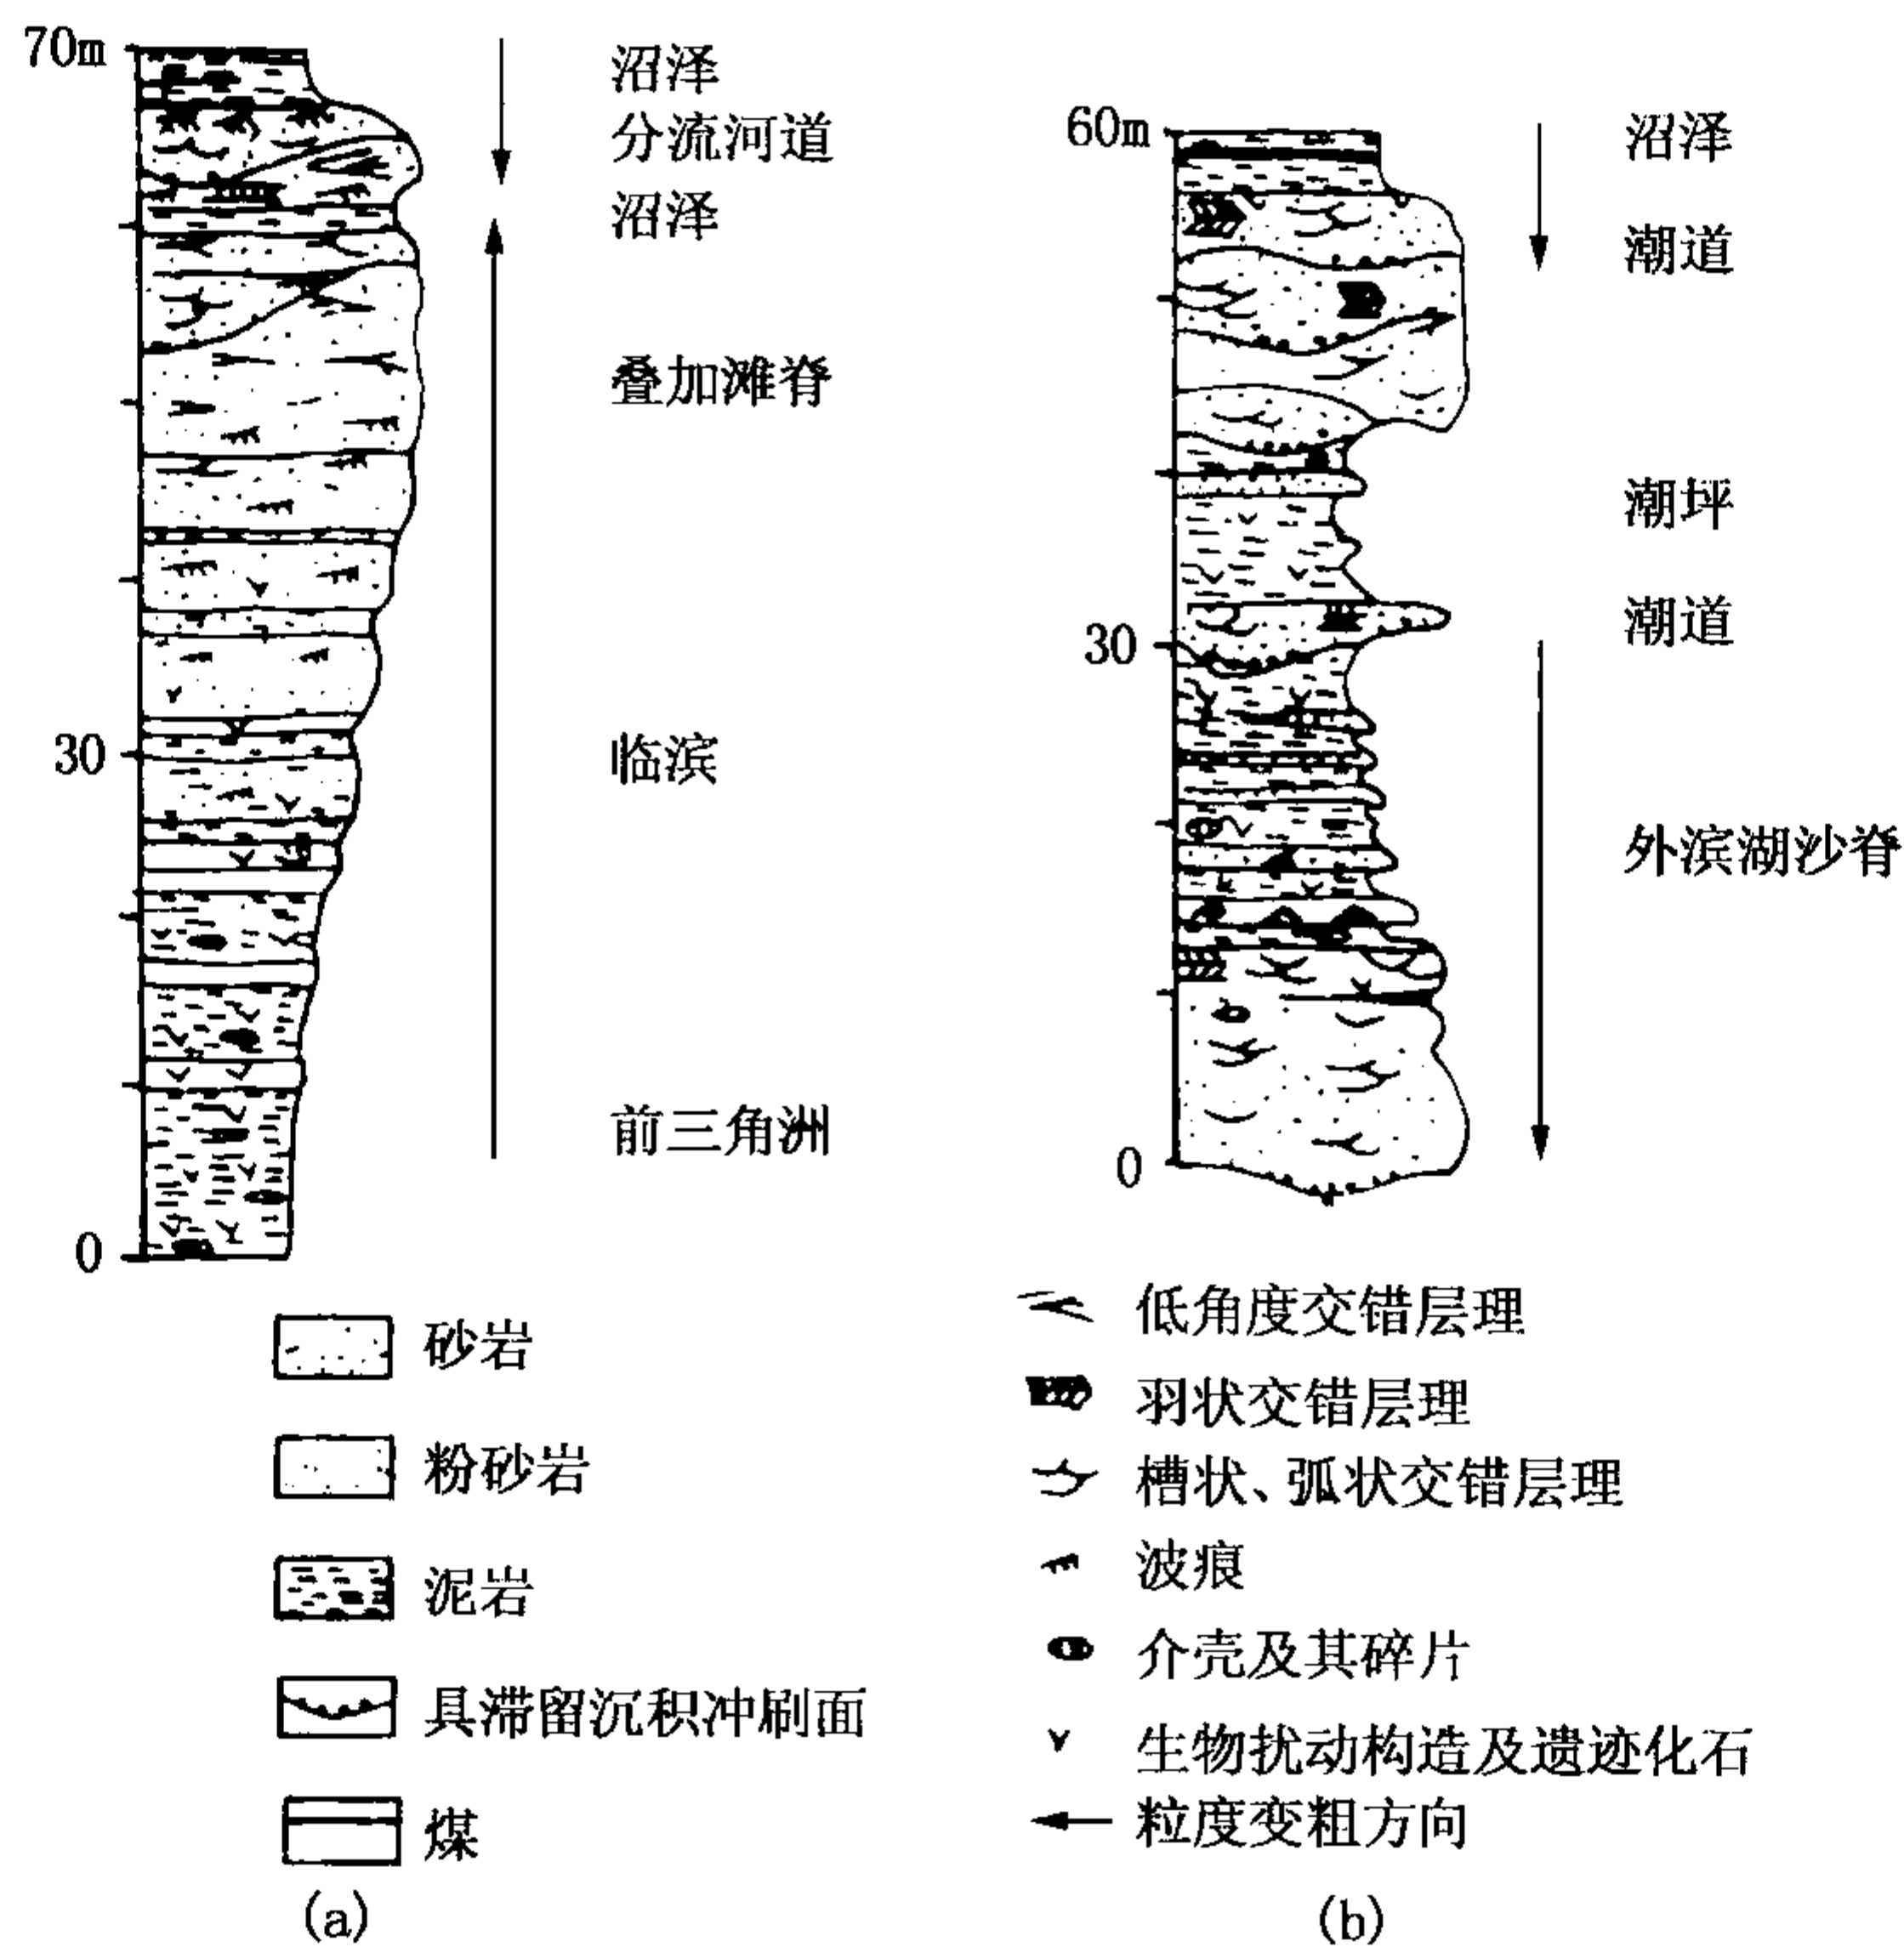 70m
沼泽
分流河道
沼泽
叠加滩脊
30
临滨
前三角洲
0
60m
沼泽
潮道
潮坪
30
潮道
外滨湖沙脊
0
砂岩
粉砂岩
泥岩
具滞留沉积冲刷面
煤
(a)
低角度交错层理
羽状交错层理
槽状、弧状交错层理
波痕
介壳及其碎片
生物扰动构造及遗迹化石
粒度变粗方向
(b)